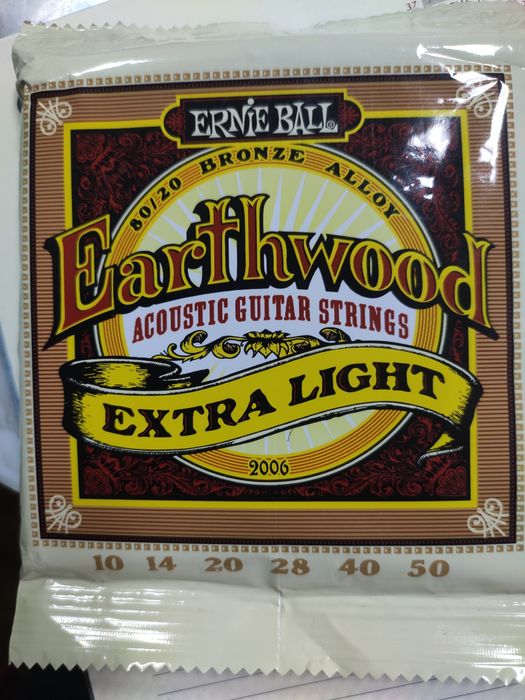 37
ERNIE BALL®
80/20 BRONZE ALLOY
Earthwood
ACOUSTIC GUITAR STRINGS
EXTRA LIGHT
2006
10 14 20 28 40 50